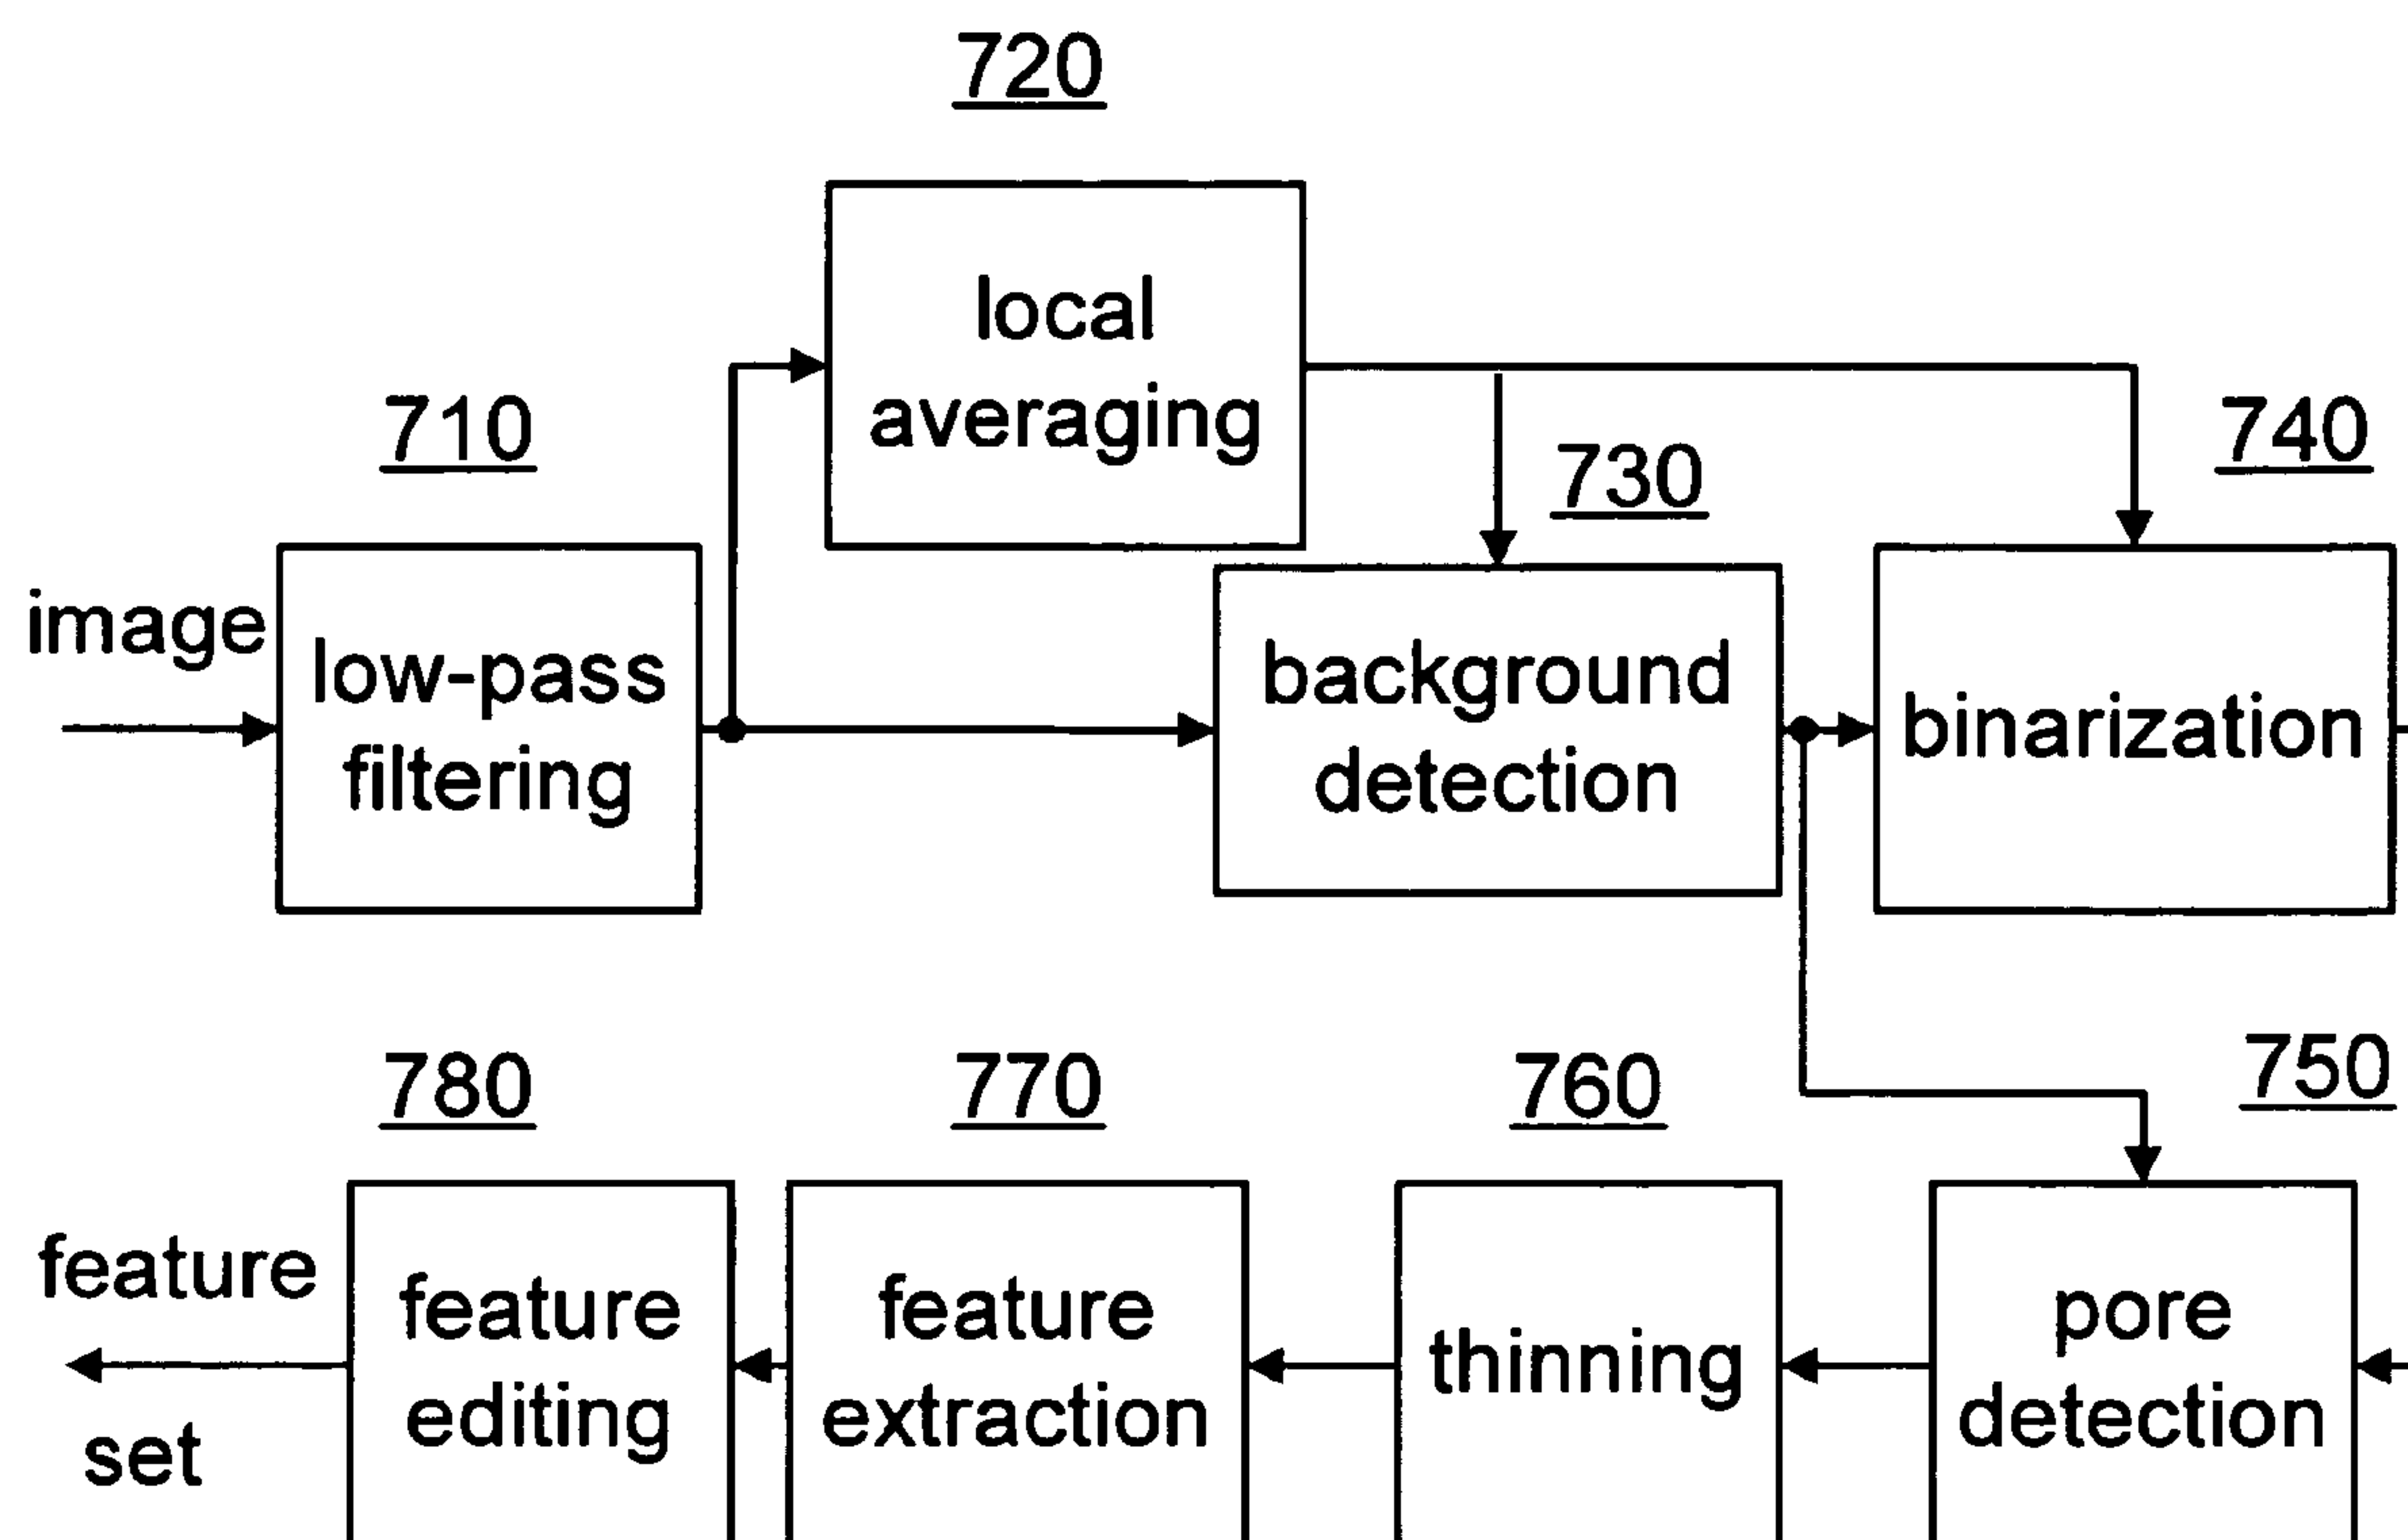 720
local
averaging
710
730
740
image
low-pass
filtering
background
detection
binarization
780
770
760
750
feature
set
feature
editing
feature
extraction
thinning
pore
detection